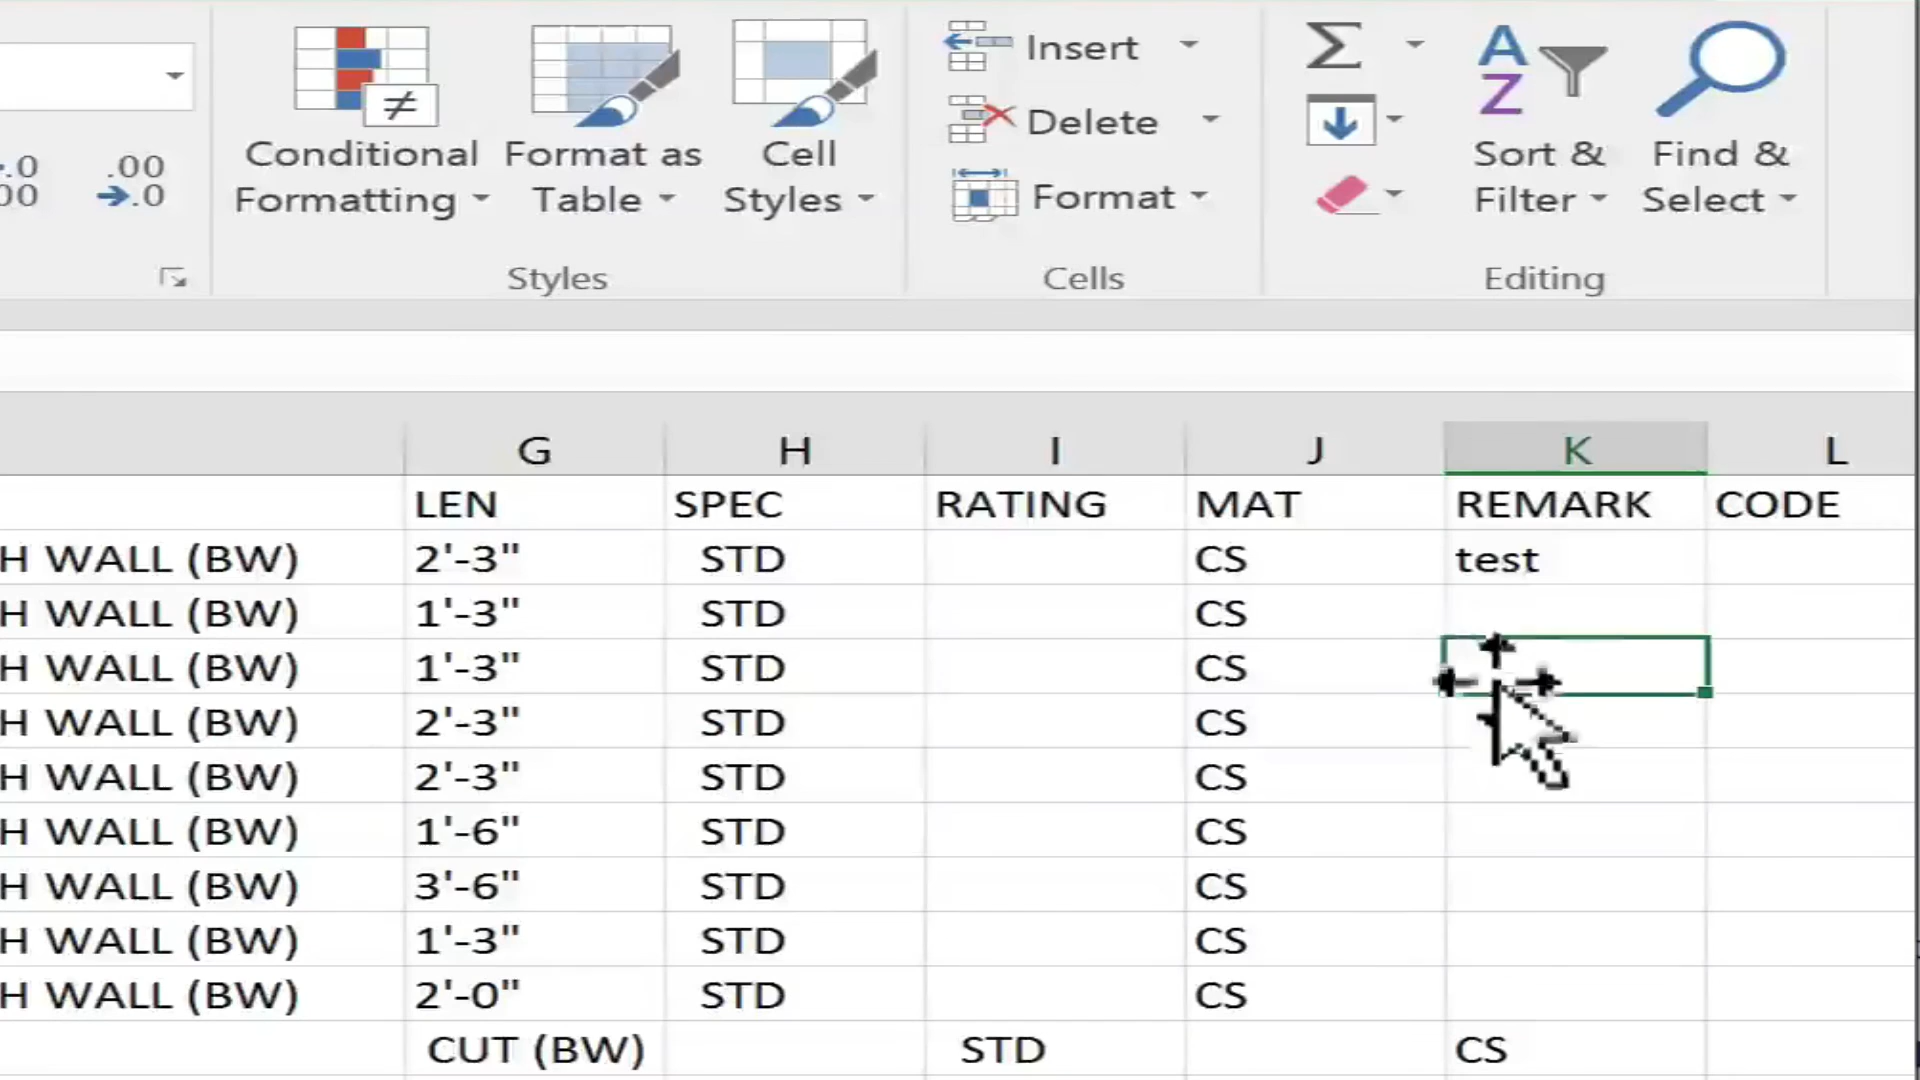 Insert
Delete
Format
Conditional Formatting
Format as Table
Cell Styles
Sort & Filter
Find & Select
.0
00
.00
.0
Styles
Cells
Editing
G H I J K L
LEN SPEC RATING MAT REMARK CODE
H WALL (BW) 2'-3" STD CS test
H WALL (BW) 1'-3" STD CS
H WALL (BW) 1'-3" STD CS
H WALL (BW) 2'-3" STD CS
H WALL (BW) 2'-3" STD CS
H WALL (BW) 1'-6" STD CS
H WALL (BW) 3'-6" STD CS
H WALL (BW) 1'-3" STD CS
H WALL (BW) 2'-0" STD CS
CUT (BW) STD CS